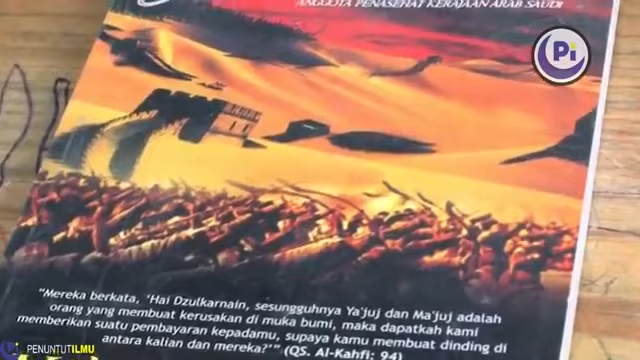 ANGGOTA PENASEHAT KERAJAAN ARAB SAUDI
Pi
"Mereka berkata, 'Hai Dzulkarnain, sesungguhnya Ya'juj dan Ma'juj adalah
orang yang membuat kerusakan di muka bumi, maka dapatkah kami
memberikan suatu pembayaran kepadamu, supaya kamu membuat dinding di
antara kalian dan mereka?'" (QS. Al-Kahfi: 94)
PENUNTUTILMU